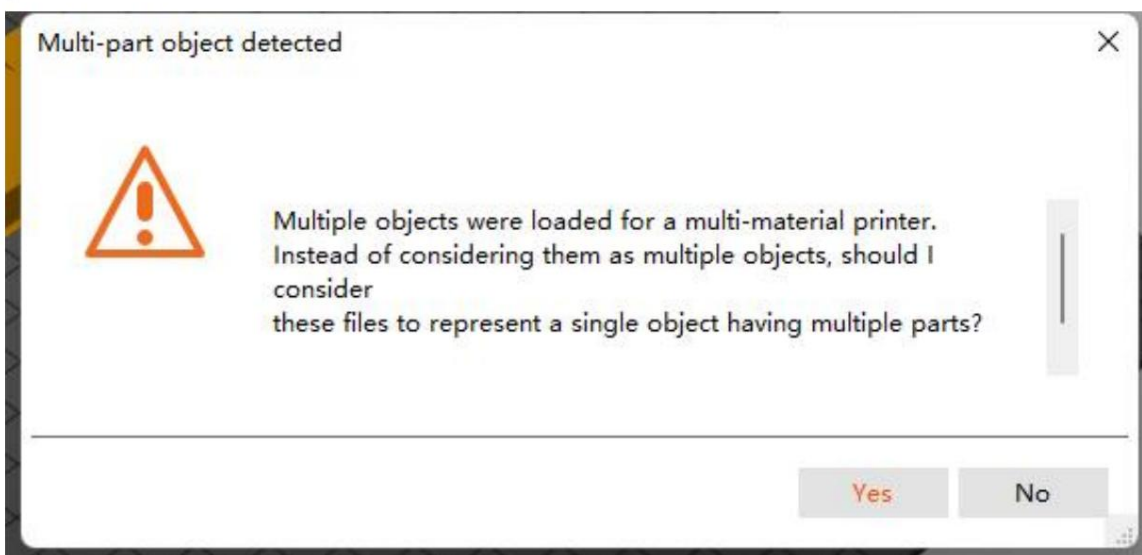 Multi-part object detected
Multiple objects were loaded for a multi-material printer.
Instead of considering them as multiple objects, should I
consider
these files to represent a single object having multiple parts?
Yes No